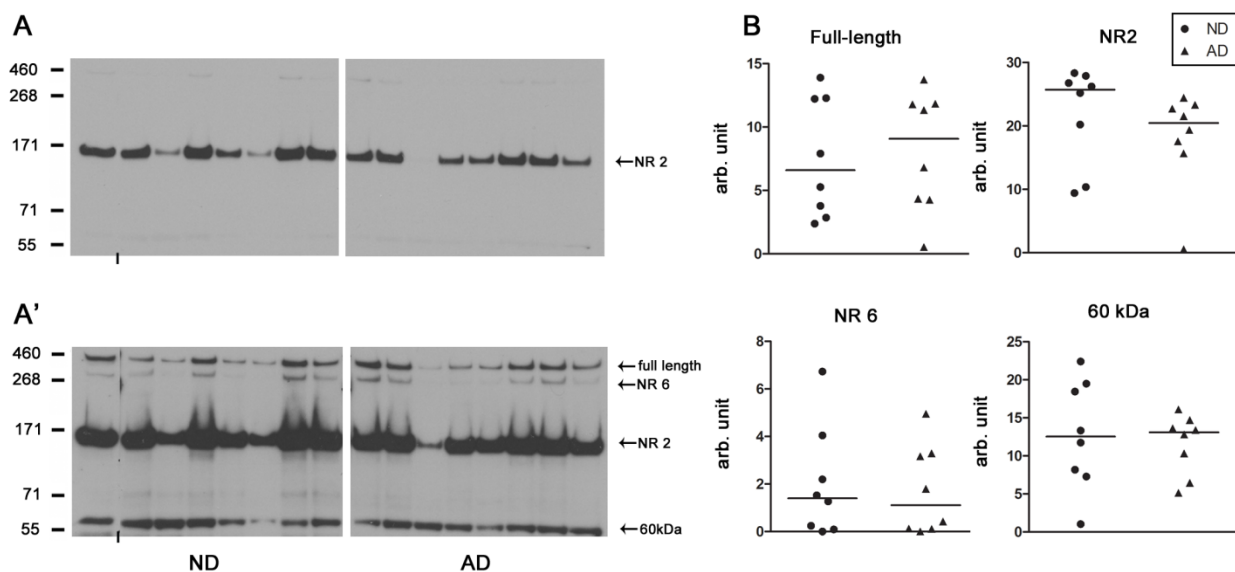 A
460
268
171
71
55
←NR 2
A'
460
268
171
71
55
←full length
←NR 6
←NR 2
←60kDa
ND
AD
B
ND
AD
Full-length
15
10
5
0
arb. unit
NR2
30
20
10
0
arb. unit
NR 6
8
6
4
2
0
arb. unit
60 kDa
25
20
15
10
5
0
arb. unit